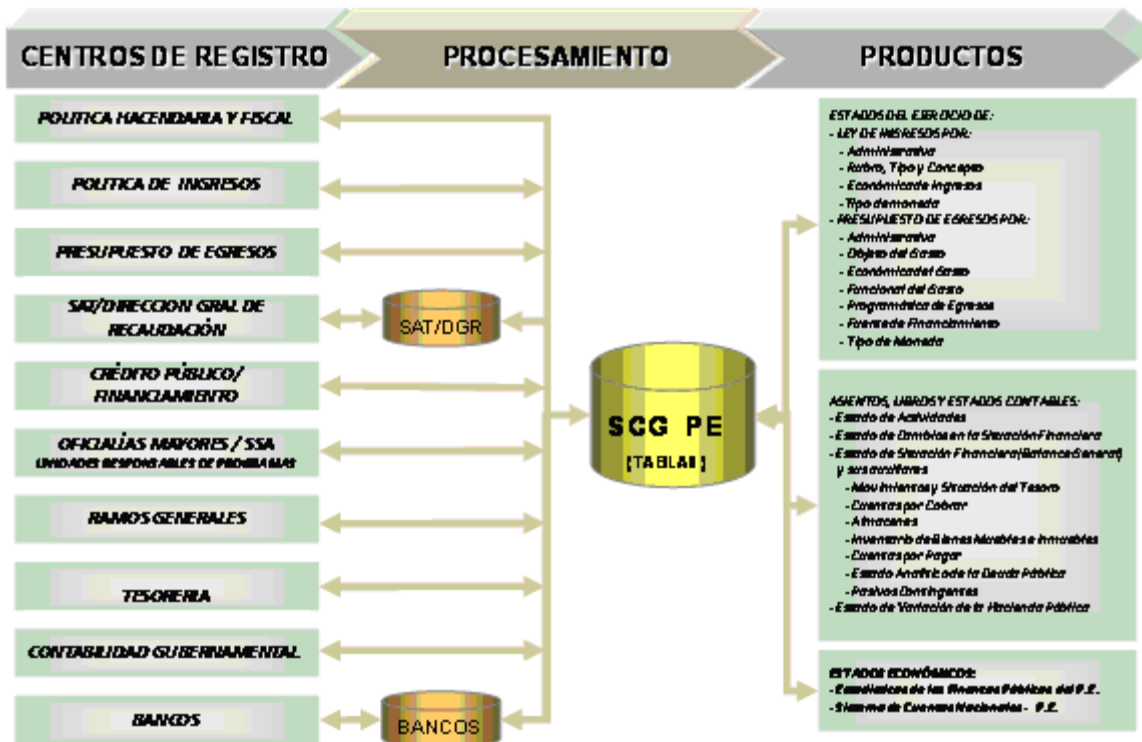 CENTROS DE REGISTRO
PROCESAMIENTO
PRODUCTOS
POLITICA HACENDARIA Y FISCAL
POLITICA DE INGRESOS
PRESUPUESTO DE EGRESOS
SAT/DIRECCION GRAL DE
RECAUDACIÓN
CRÉDITO PÚBLICO/
FINANCIAMIENTO
OFICIALÍAS MAYORES / SSA
UNIDADES RESPONSABLES DE PROGRAMAS
RAMOS GENERALES
TESORERIA
CONTABILIDAD GUBERNAMENTAL
BANCOS
SAT/DGR
BANCOS
SCG PE
(TABLAS)
ESTADOS DEL EJERCICIO DE:
- LEY DE INGRESOS POR:
- Administrativa
- Rubro, Tipo y Concepto
- Económica de Ingresos
- Tipo de moneda
- PRESUPUESTO DE EGRESOS POR:
- Administrativa
- Objeto del Gasto
- Económica del Gasto
- Funcional del Gasto
- Programática de Egresos
- Fuente de Financiamiento
- Tipo de Moneda
ASIENTOS, LIBROS Y ESTADOS CONTABLES:
- Estado de Actividades
- Estado de Cambios en la Situación Financiera
- Estado de Situación Financiera (Balance General)
y sus auxiliares
- Movimientos y Situación del Tesoro
- Cuentas por Cobrar
- Almacenes
- Inventario de Bienes Muebles e Inmuebles
- Cuentas por Pagar
- Estado Analítico de la Deuda Pública
- Pasivos Contingentes
- Estado de Variación de la Hacienda Pública
ESTADOS ECONÓMICOS:
- Estadísticas de las Finanzas Públicas del P.E.
- Sistema de Cuentas Nacionales - P.E.